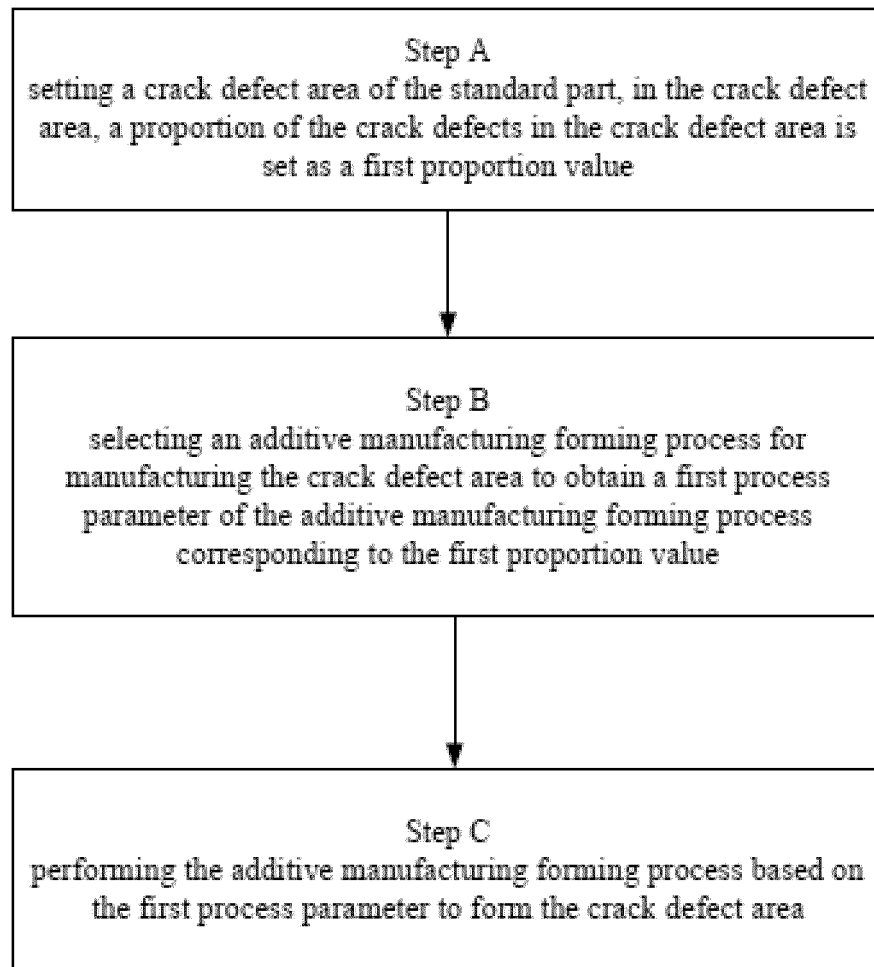 Step A
setting a crack defect area of the standard part, in the crack defect
area, a proportion of the crack defects in the crack defect area is
set as a first proportion value
Step B
selecting an additive manufacturing forming process for
manufacturing the crack defect area to obtain a first process
parameter of the additive manufacturing forming process
corresponding to the first proportion value
Step C
performing the additive manufacturing forming process based on
the first process parameter to form the crack defect area